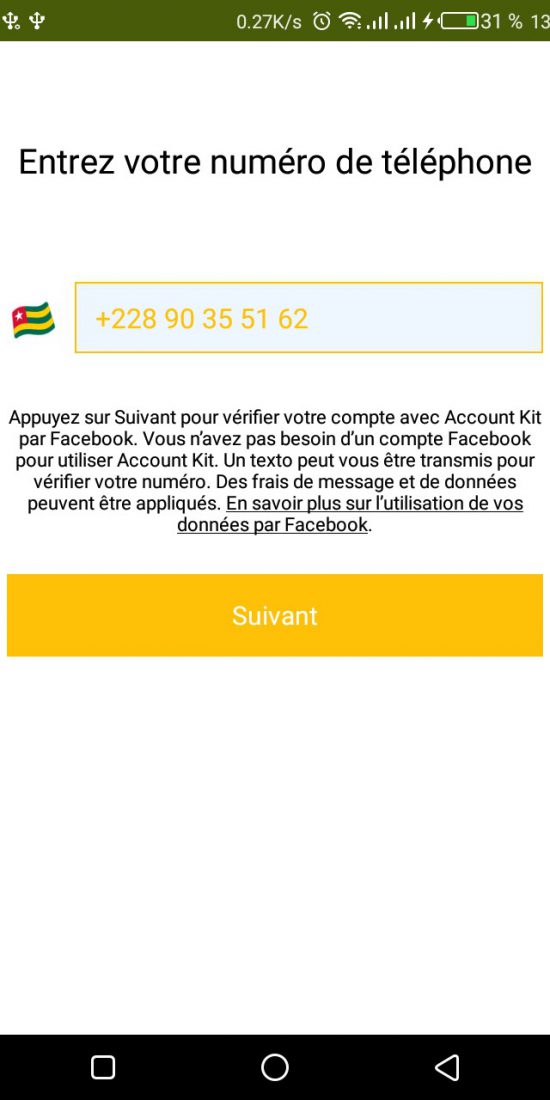 0.27K/s 31 % 13
Entrez votre numéro de téléphone
+228 90 35 51 62
Appuyez sur Suivant pour vérifier votre compte avec Account Kit
par Facebook. Vous n’avez pas besoin d’un compte Facebook
pour utiliser Account Kit. Un texto peut vous être transmis pour
vérifier votre numéro. Des frais de message et de données
peuvent être appliqués. En savoir plus sur l’utilisation de vos
données par Facebook.
Suivant